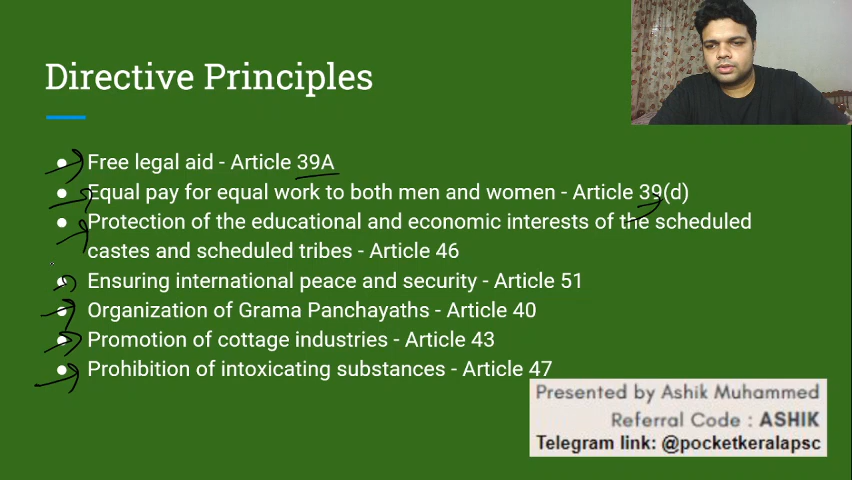 Directive Principles
● Free legal aid - Article 39A
● Equal pay for equal work to both men and women - Article 39(d)
● Protection of the educational and economic interests of the scheduled
castes and scheduled tribes - Article 46
● Ensuring international peace and security - Article 51
● Organization of Grama Panchayaths - Article 40
● Promotion of cottage industries - Article 43
● Prohibition of intoxicating substances - Article 47
Presented by Ashik Muhammed
Referral Code : ASHIK
Telegram link: @pocketkeralapsc